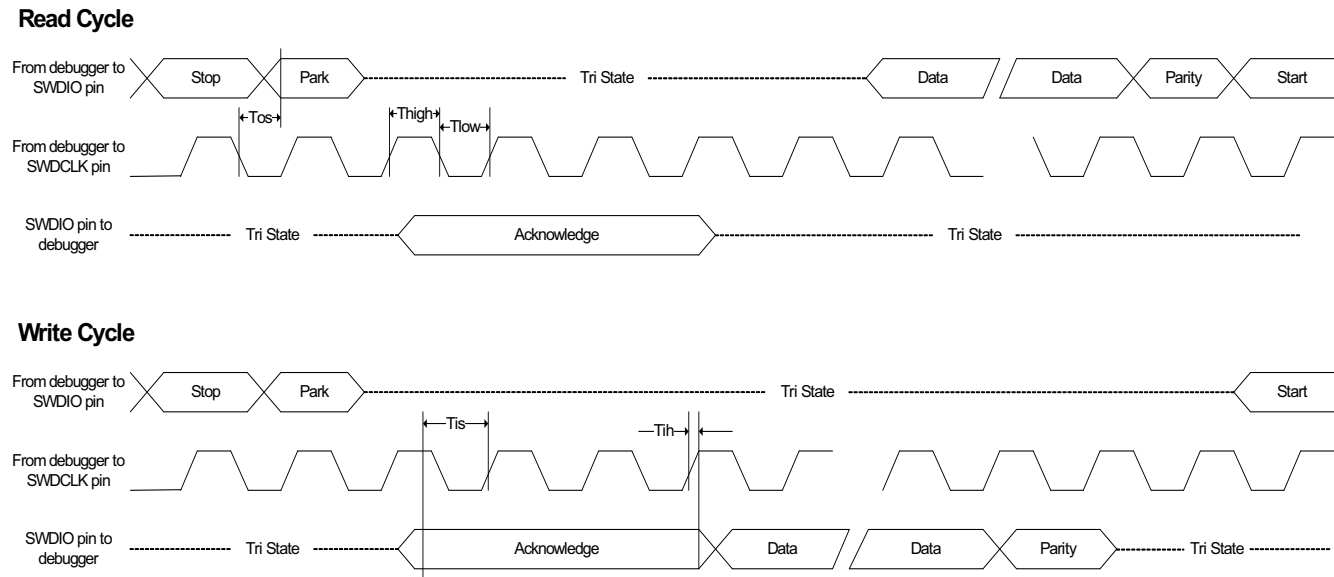 Read Cycle
From debugger to
SWDIO pin
Stop
Park
Tri State
Data
Data
Parity
Start
Tos
Thigh
Tlow
From debugger to
SWDCLK pin
SWDIO pin to
debugger
Tri State
Acknowledge
Tri State
Write Cycle
From debugger to
SWDIO pin
Stop
Park
Tri State
Start
Tis
Tih
From debugger to
SWDCLK pin
SWDIO pin to
debugger
Tri State
Acknowledge
Data
Data
Parity
Tri State